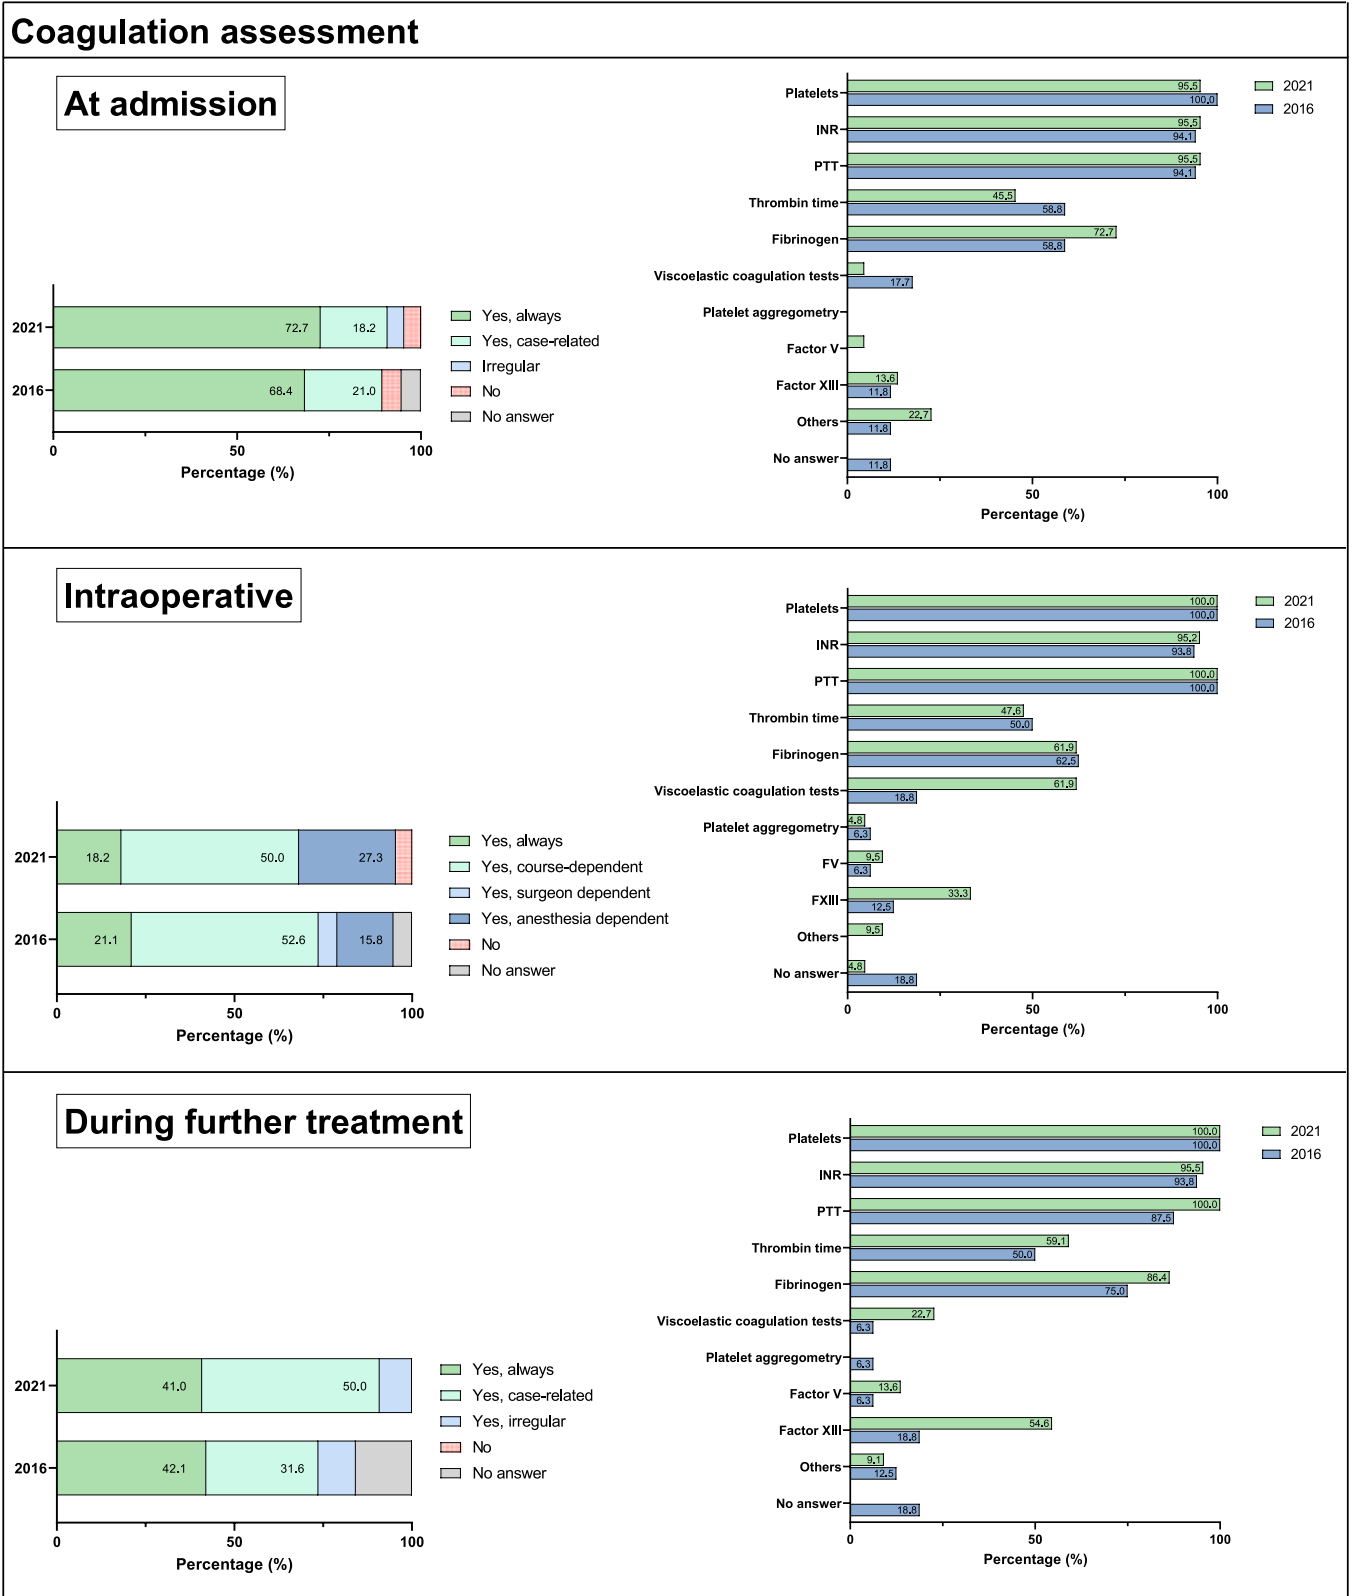 Coagulation assessment
At admission
2021
72.7
18.2
2016
68.4
21.0
0
50
100
Percentage (%)
Yes, always
Yes, case-related
Irregular
No
No answer
Platelets
95.5
100.0
INR
95.5
94.1
PTT
95.5
94.1
Thrombin time
45.5
58.8
Fibrinogen
72.7
58.8
Viscoelastic coagulation tests
17.7
Platelet aggregometry
Factor V
Factor XIII
13.6
11.8
Others
22.7
11.8
No answer
11.8
0
50
100
Percentage (%)
2021
2016
Intraoperative
2021
18.2
50.0
27.3
2016
21.1
52.6
15.8
0
50
100
Percentage (%)
Yes, always
Yes, course-dependent
Yes, surgeon dependent
Yes, anesthesia dependent
No
No answer
Platelets
100.0
100.0
INR
95.2
93.8
PTT
100.0
100.0
Thrombin time
47.6
50.0
Fibrinogen
61.9
62.5
Viscoelastic coagulation tests
61.9
18.8
Platelet aggregometry
4.8
6.3
FV
9.5
6.3
FXIII
33.3
12.5
Others
9.5
No answer
4.8
18.8
0
50
100
Percentage (%)
2021
2016
During further treatment
2021
41.0
50.0
2016
42.1
31.6
0
50
100
Percentage (%)
Yes, always
Yes, case-related
Yes, irregular
No
No answer
Platelets
100.0
100.0
INR
95.5
93.8
PTT
100.0
87.5
Thrombin time
59.1
50.0
Fibrinogen
86.4
75.0
Viscoelastic coagulation tests
22.7
6.3
Platelet aggregometry
6.3
Factor V
13.6
6.3
Factor XIII
54.6
18.8
Others
9.1
12.5
No answer
18.8
0
50
100
Percentage (%)
2021
2016